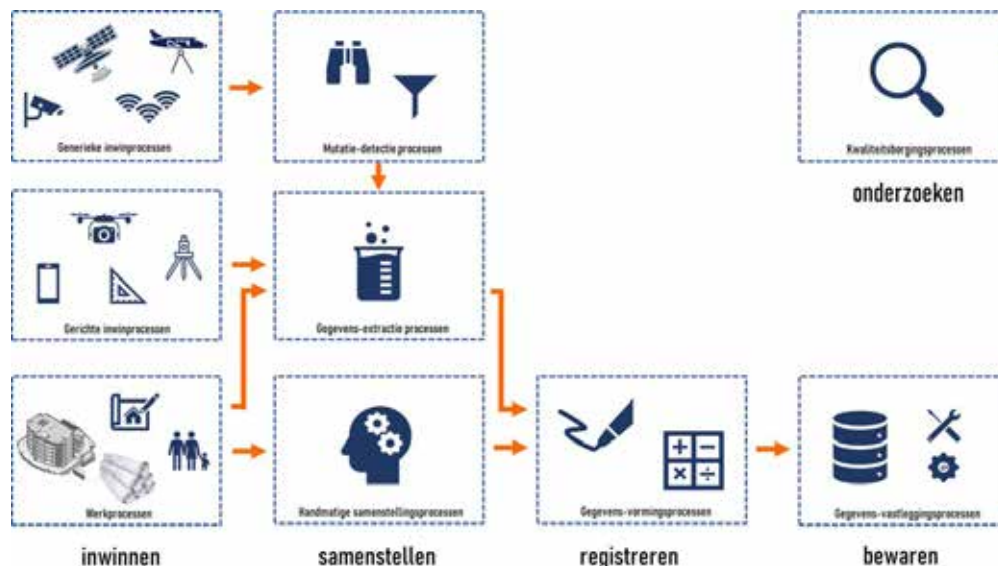 Generieke inwinprocessen
Mutatie-detectie processen
Kwaliteitsborgingsprocessen
onderzoeken
Gerichte inwinprocessen
Gegevens-extractie processen
Werkprocessen
Handmatige samenstellingsprocessen
Gegevens-vormingsprocessen
Gegevens-vastleggingsprocessen
inwinnen
samenstellen
registreren
bewaren